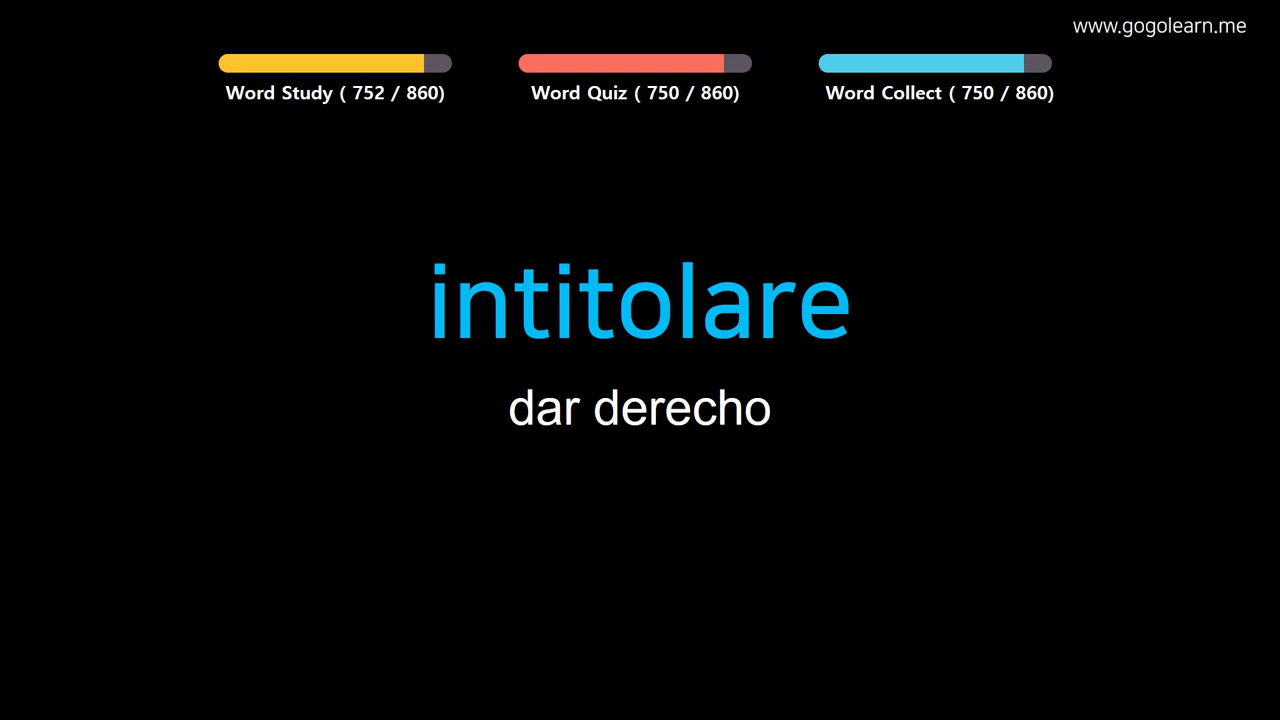 www.gogolearn.me
Word Study ( 752 / 860)
Word Quiz ( 750 / 860)
Word Collect ( 750 / 860)
intitolare
dar derecho